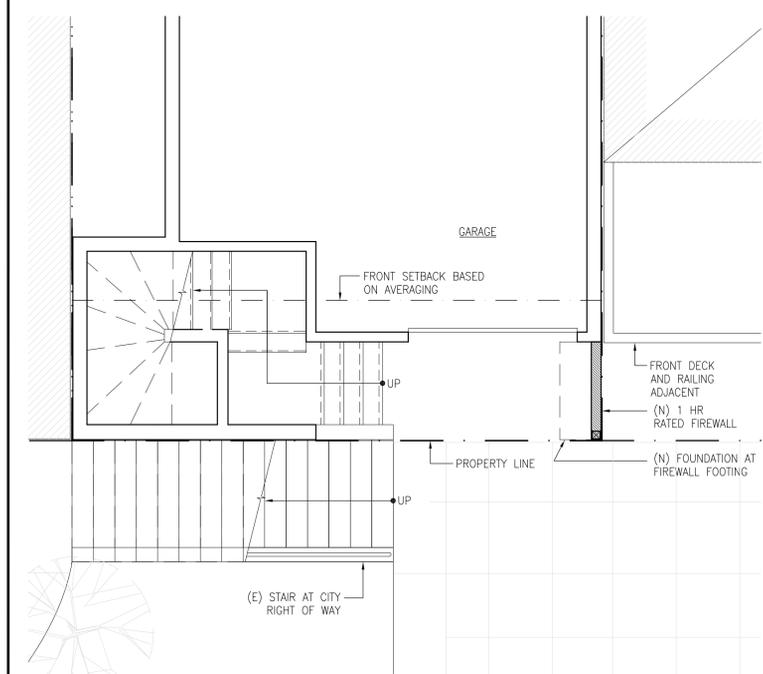 GARAGE
FRONT SETBACK BASED
ON AVERAGING
UP
FRONT DECK
AND RAILING
ADJACENT
(N) 1 HR
RATED FIREWALL
PROPERTY LINE
(N) FOUNDATION AT
FIREWALL FOOTING
UP
(E) STAIR AT CITY
RIGHT OF WAY